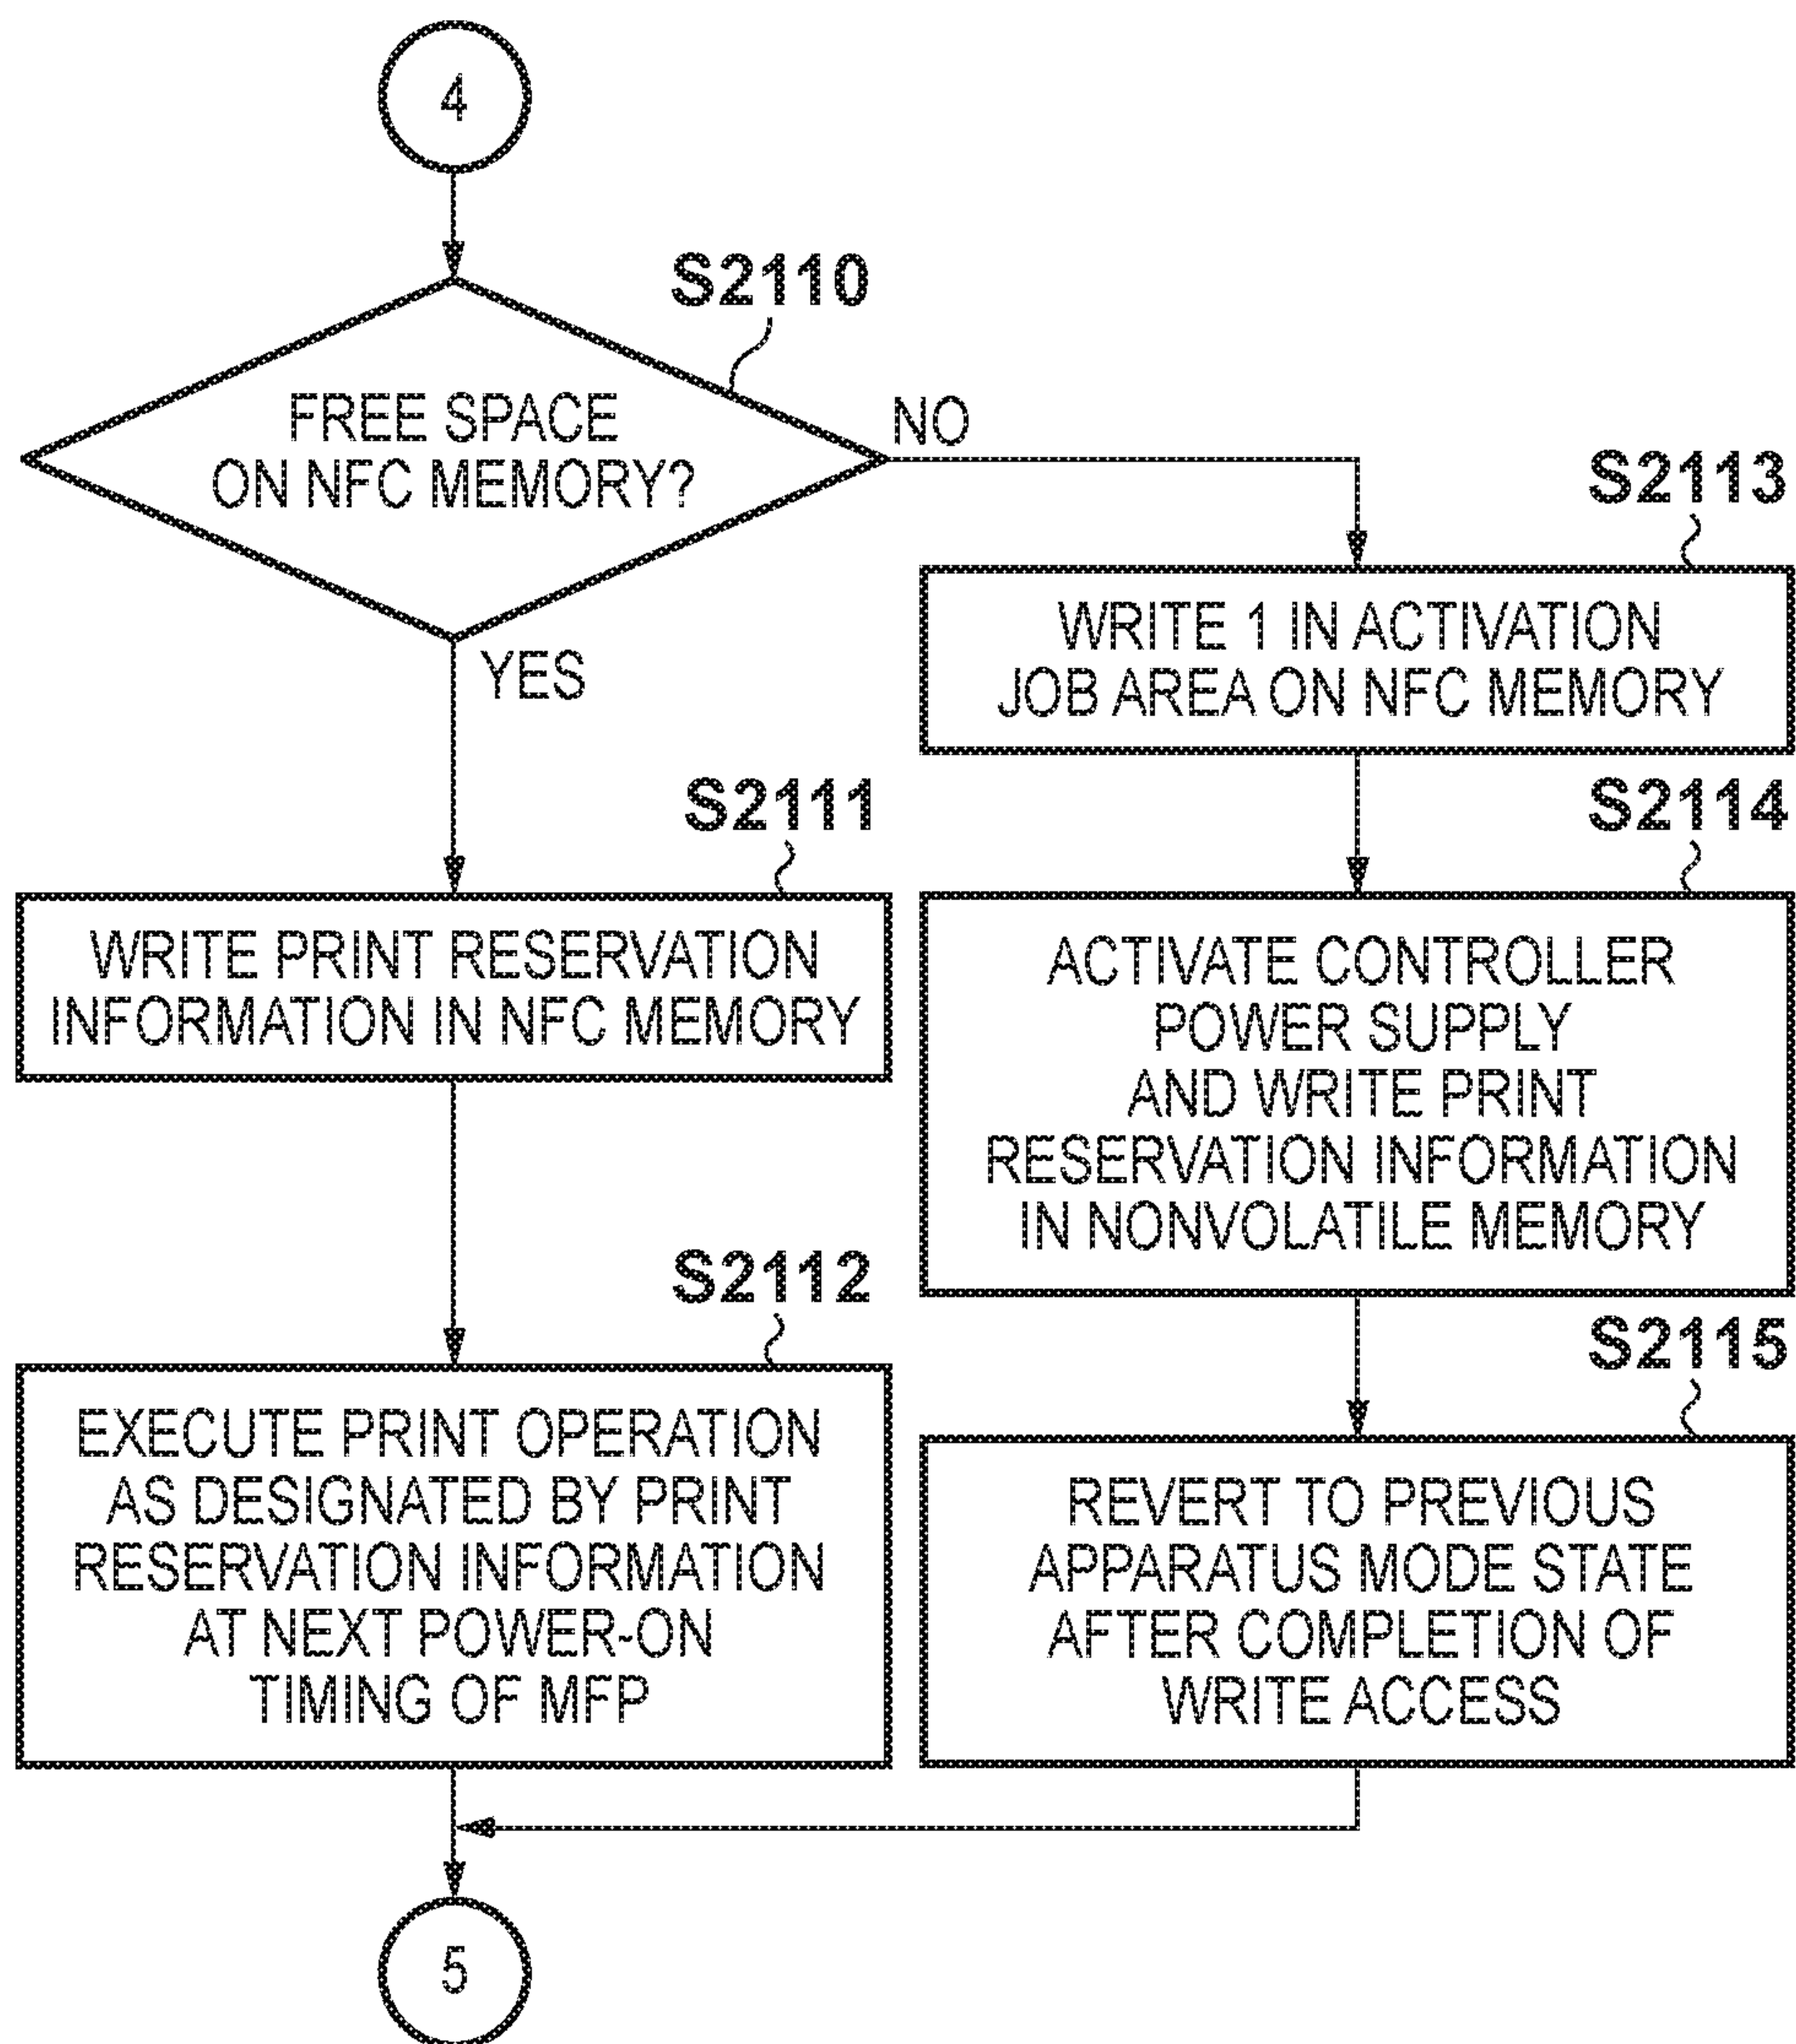 4
S2110
FREE SPACE
ON NFC MEMORY?
NO
YES
S2111
WRITE PRINT RESERVATION
INFORMATION IN NFC MEMORY
S2112
EXECUTE PRINT OPERATION
AS DESIGNATED BY PRINT
RESERVATION INFORMATION
AT NEXT POWER-ON
TIMING OF MFP
S2113
WRITE 1 IN ACTIVATION
JOB AREA ON NFC MEMORY
S2114
ACTIVATE CONTROLLER
POWER SUPPLY
AND WRITE PRINT
RESERVATION INFORMATION
IN NONVOLATILE MEMORY
S2115
REVERT TO PREVIOUS
APPARATUS MODE STATE
AFTER COMPLETION OF
WRITE ACCESS
5